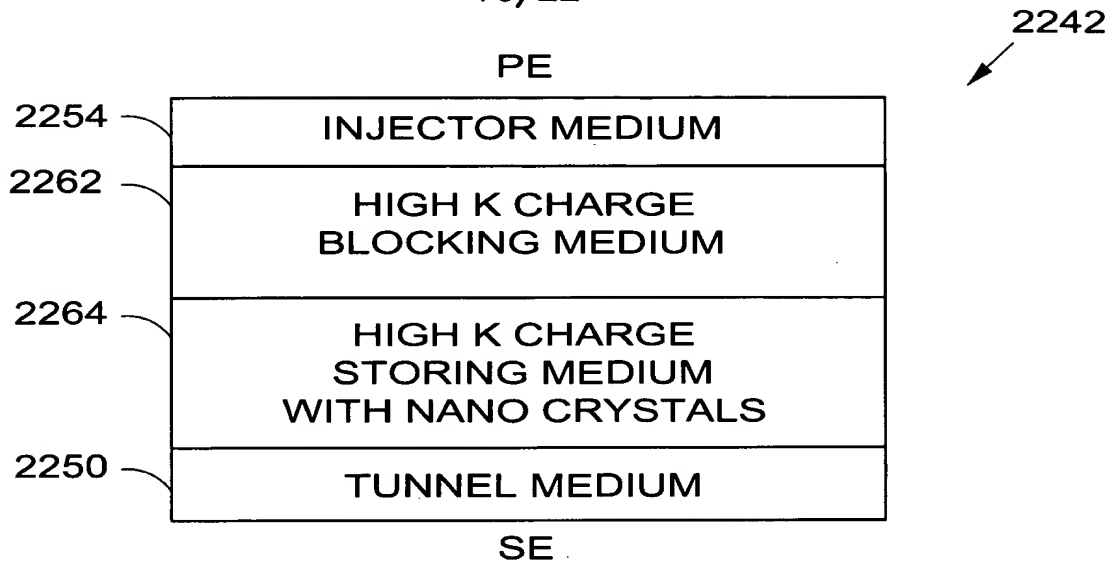 2242
PE
2254
INJECTOR MEDIUM
2262
HIGH K CHARGE
BLOCKING MEDIUM
2264
HIGH K CHARGE
STORING MEDIUM
WITH NANO CRYSTALS
2250
TUNNEL MEDIUM
SE